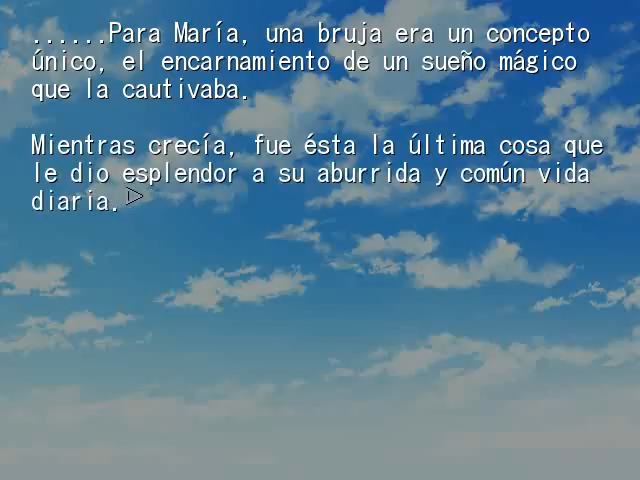 ......Para María, una bruja era un concepto
único, el encarnamiento de un sueño mágico
que la cautivaba.
Mientras crecía, fue ésta la última cosa que
le dio esplendor a su aburrida y común vida
diaria.